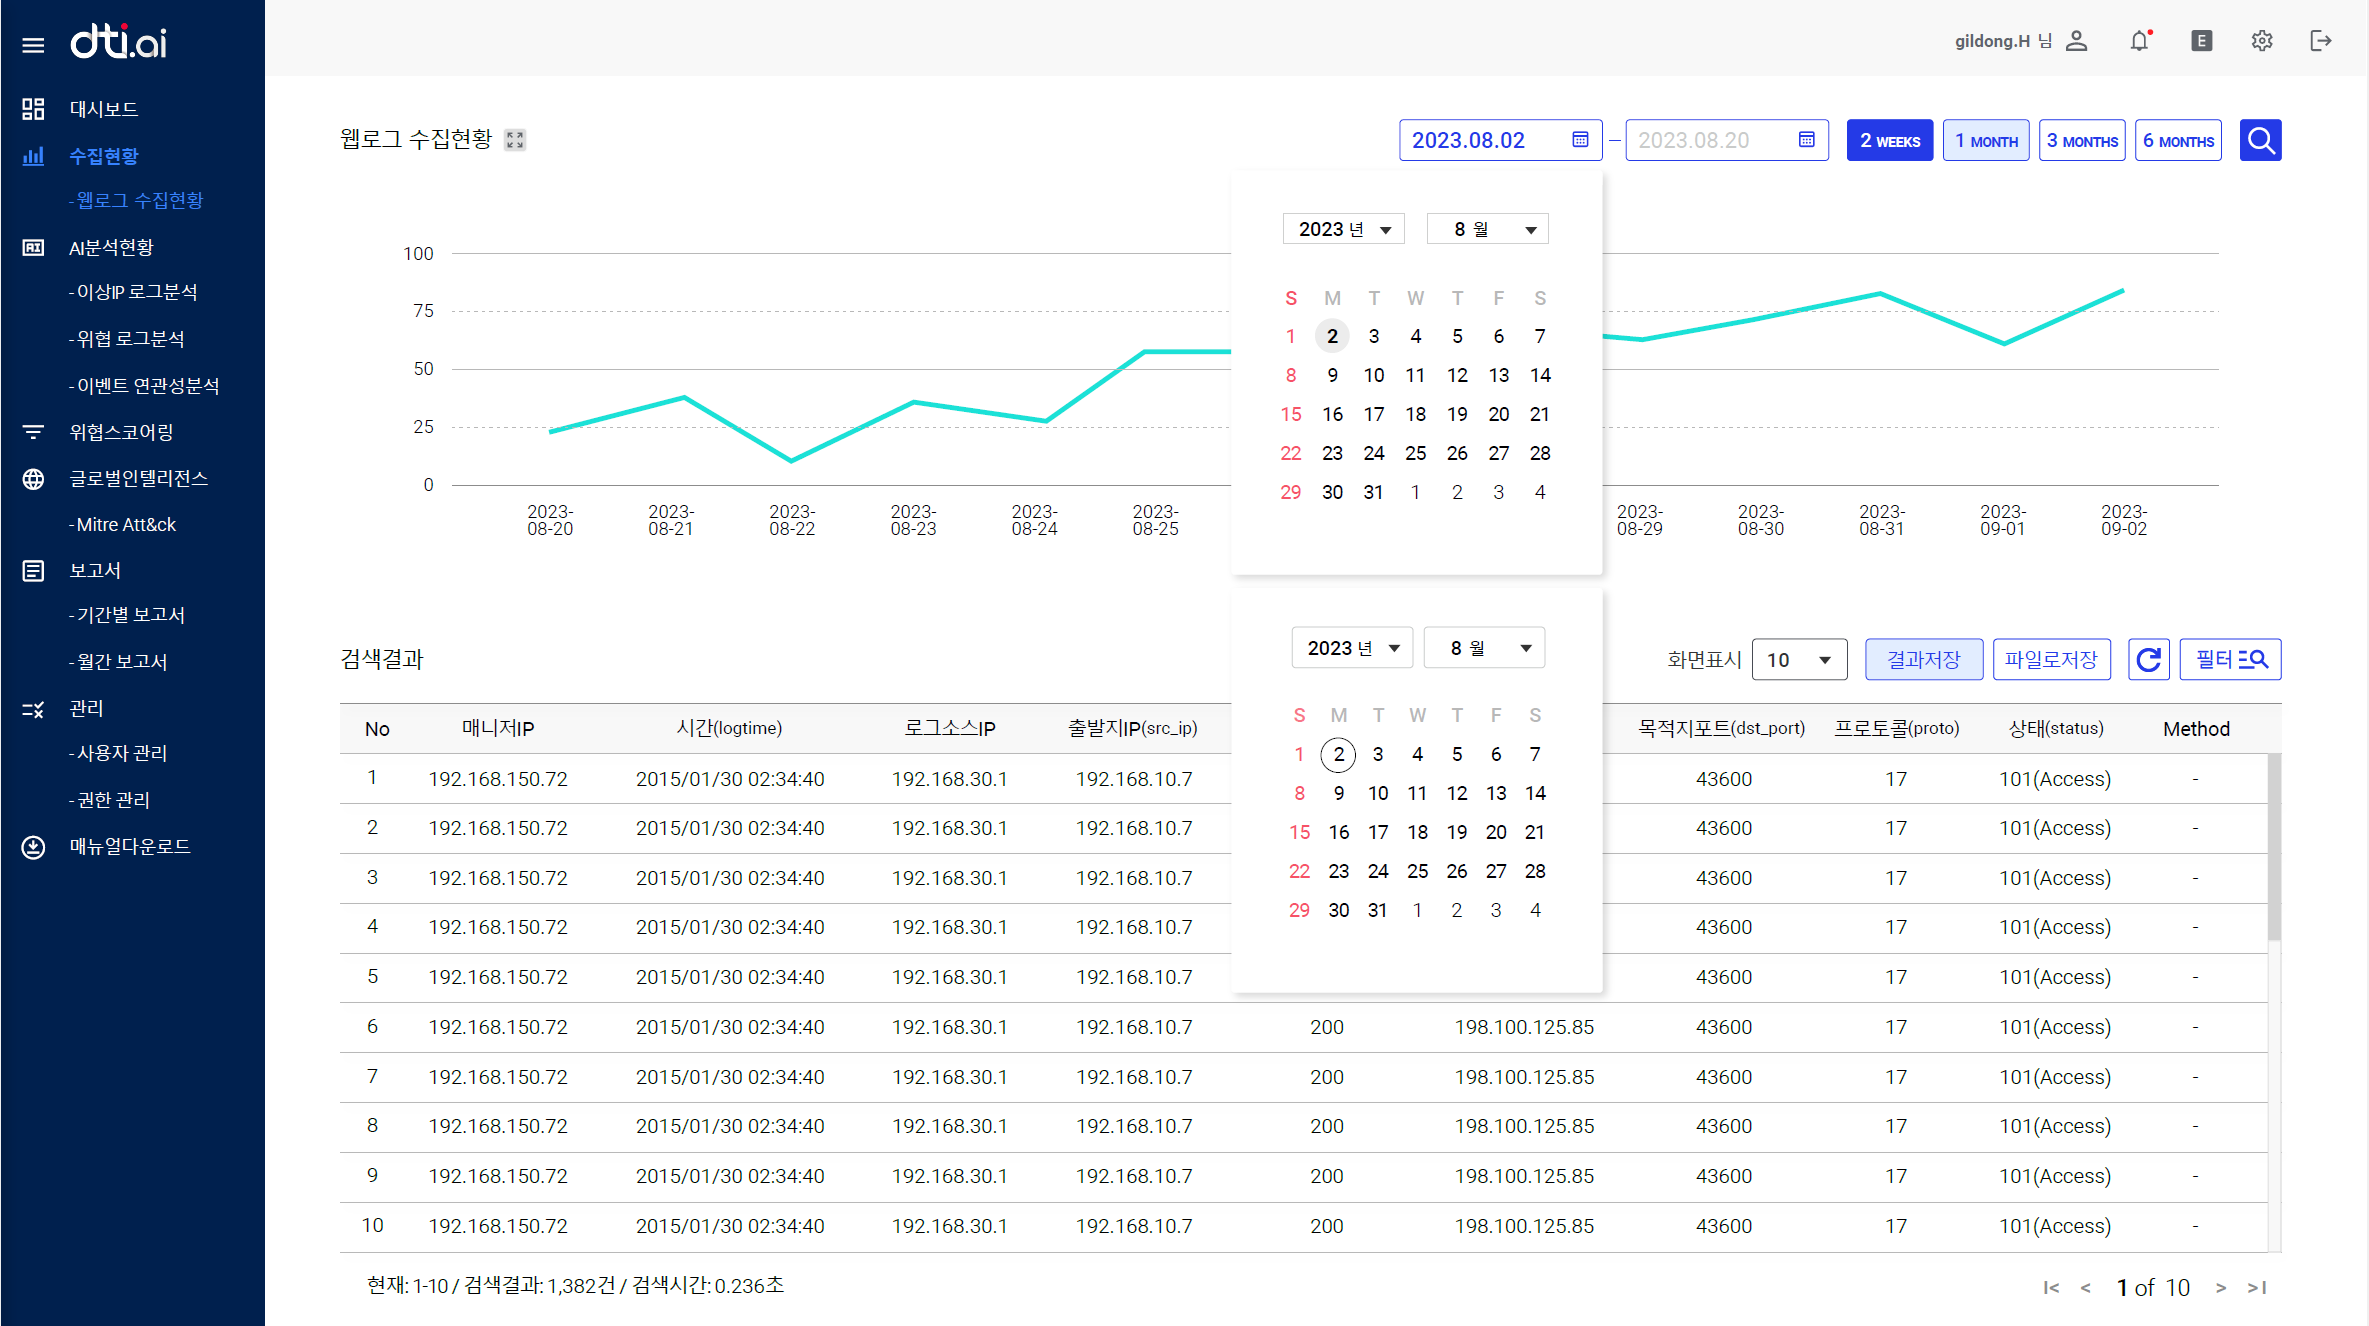 dti.ai
gildong.H 님
E
대시보드
수집현황
-웹로그 수집현황
AI분석현황
-이상IP 로그분석
-위협 로그분석
-이벤트 연관성분석
위협스코어링
글로벌인텔리전스
-Mitre Att&ck
보고서
-기간별 보고서
-월간 보고서
관리
-사용자 관리
-권한 관리
매뉴얼다운로드
웹로그 수집현황
2023.08.02 – 2023.08.20 2 WEEKS 1 MONTH 3 MONTHS 6 MONTHS
100
75
50
25
0
2023-08-20 2023-08-21 2023-08-22 2023-08-23 2023-08-24 2023-08-25 2023-08-29 2023-08-30 2023-08-31 2023-09-01 2023-09-02
2023 년 8 월
S M T W T F S
1 2 3 4 5 6 7
8 9 10 11 12 13 14
15 16 17 18 19 20 21
22 23 24 25 26 27 28
29 30 31 1 2 3 4
2023 년 8 월
S M T W T F S
1 2 3 4 5 6 7
8 9 10 11 12 13 14
15 16 17 18 19 20 21
22 23 24 25 26 27 28
29 30 31 1 2 3 4
검색결과
화면표시 10 결과저장 파일로저장 필터
No 매니저IP 시간(logtime) 로그소스IP 출발지IP(src_ip) 목적지포트(dst_port) 프로토콜(proto) 상태(status) Method
1 192.168.150.72 2015/01/30 02:34:40 192.168.30.1 192.168.10.7 43600 17 101(Access) -
2 192.168.150.72 2015/01/30 02:34:40 192.168.30.1 192.168.10.7 43600 17 101(Access) -
3 192.168.150.72 2015/01/30 02:34:40 192.168.30.1 192.168.10.7 43600 17 101(Access) -
4 192.168.150.72 2015/01/30 02:34:40 192.168.30.1 192.168.10.7 43600 17 101(Access) -
5 192.168.150.72 2015/01/30 02:34:40 192.168.30.1 192.168.10.7 43600 17 101(Access) -
6 192.168.150.72 2015/01/30 02:34:40 192.168.30.1 192.168.10.7 200 198.100.125.85 43600 17 101(Access) -
7 192.168.150.72 2015/01/30 02:34:40 192.168.30.1 192.168.10.7 200 198.100.125.85 43600 17 101(Access) -
8 192.168.150.72 2015/01/30 02:34:40 192.168.30.1 192.168.10.7 200 198.100.125.85 43600 17 101(Access) -
9 192.168.150.72 2015/01/30 02:34:40 192.168.30.1 192.168.10.7 200 198.100.125.85 43600 17 101(Access) -
10 192.168.150.72 2015/01/30 02:34:40 192.168.30.1 192.168.10.7 200 198.100.125.85 43600 17 101(Access) -
현재: 1-10 / 검색결과: 1,382건 / 검색시간: 0.236초
I< < 1 of 10 > >I